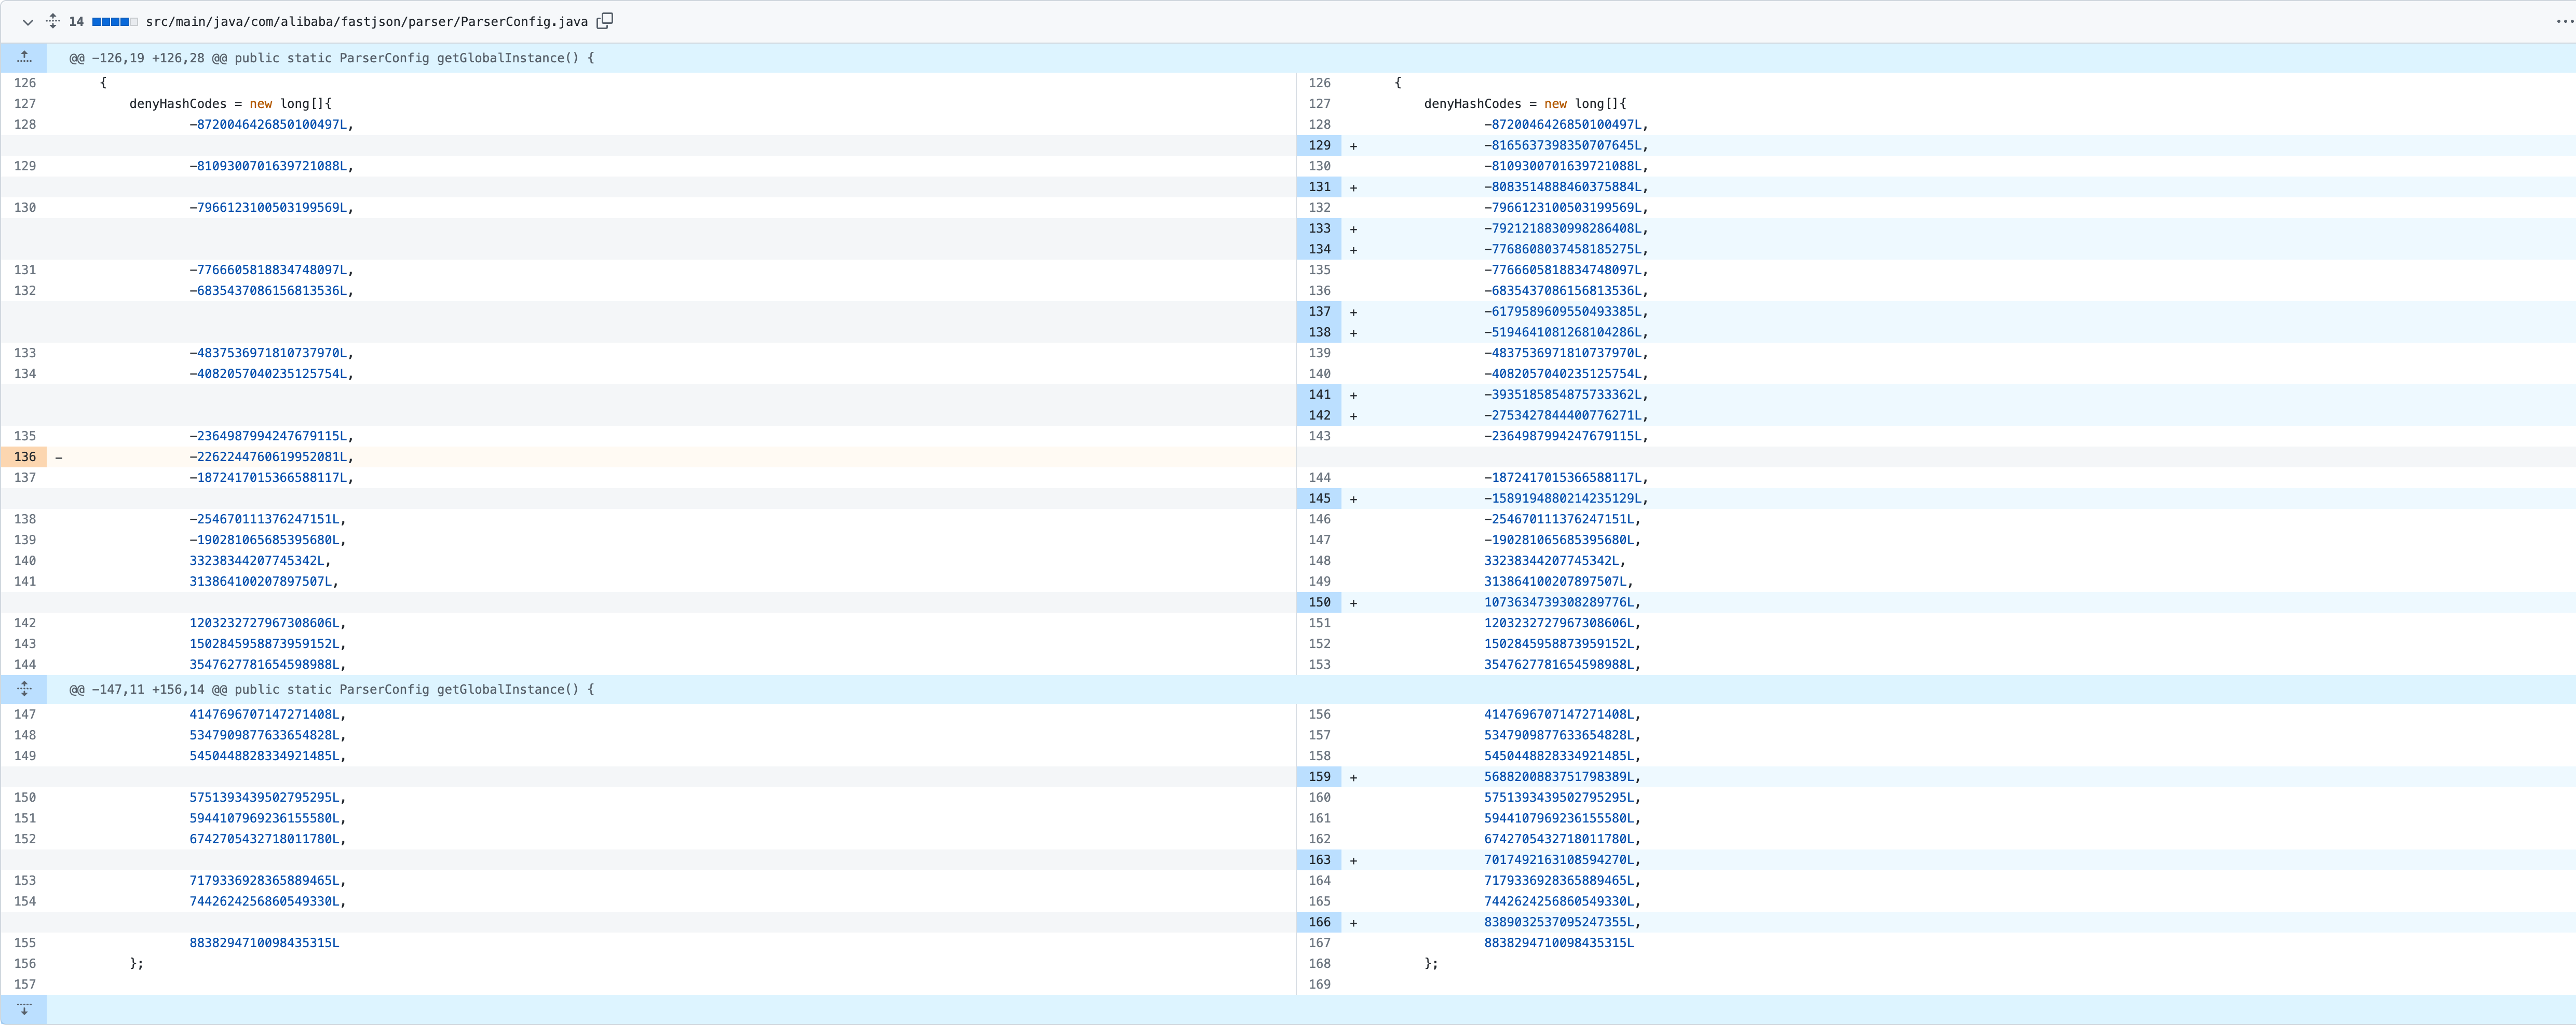 14 src/main/java/com/alibaba/fastjson/parser/ParserConfig.java
@@ -126,19 +126,28 @@ public static ParserConfig getGlobalInstance() {
126 { 126 {
127 denyHashCodes = new long[]{ 127 denyHashCodes = new long[]{
128 -8720046426850100497L, 128 -8720046426850100497L,
129 + -8165637398350707645L,
129 -8109300701639721088L, 130 -8109300701639721088L,
131 + -8083514888460375884L,
130 -7966123100503199569L, 132 -7966123100503199569L,
133 + -7921218830998286408L,
134 + -7768608037458185275L,
131 -7766605818834748097L, 135 -7766605818834748097L,
132 -6835437086156813536L, 136 -6835437086156813536L,
137 + -6179589609550493385L,
138 + -5194641081268104286L,
133 -4837536971810737970L, 139 -4837536971810737970L,
134 -4082057040235125754L, 140 -4082057040235125754L,
141 + -3935185854875733362L,
142 + -2753427844400776271L,
135 -2364987994247679115L, 143 -2364987994247679115L,
136 - -2262244760619952081L,
137 -1872417015366588117L, 144 -1872417015366588117L,
145 + -1589194880214235129L,
138 -254670111376247151L, 146 -254670111376247151L,
139 -190281065685395680L, 147 -190281065685395680L,
140 33238344207745342L, 148 33238344207745342L,
141 313864100207897507L, 149 313864100207897507L,
150 + 1073634739308289776L,
142 1203232727967308606L, 151 1203232727967308606L,
143 1502845958873959152L, 152 1502845958873959152L,
144 3547627781654598988L, 153 3547627781654598988L,
@@ -147,11 +156,14 @@ public static ParserConfig getGlobalInstance() {
147 4147696707147271408L, 156 4147696707147271408L,
148 5347909877633654828L, 157 5347909877633654828L,
149 5450448828334921485L, 158 5450448828334921485L,
159 + 5688200883751798389L,
150 5751393439502795295L, 160 5751393439502795295L,
151 5944107969236155580L, 161 5944107969236155580L,
152 6742705432718011780L, 162 6742705432718011780L,
163 + 7017492163108594270L,
153 7179336928365889465L, 164 7179336928365889465L,
154 7442624256860549330L, 165 7442624256860549330L,
166 + 8389032537095247355L,
155 8838294710098435315L 167 8838294710098435315L
156 }; 168 };
157 169